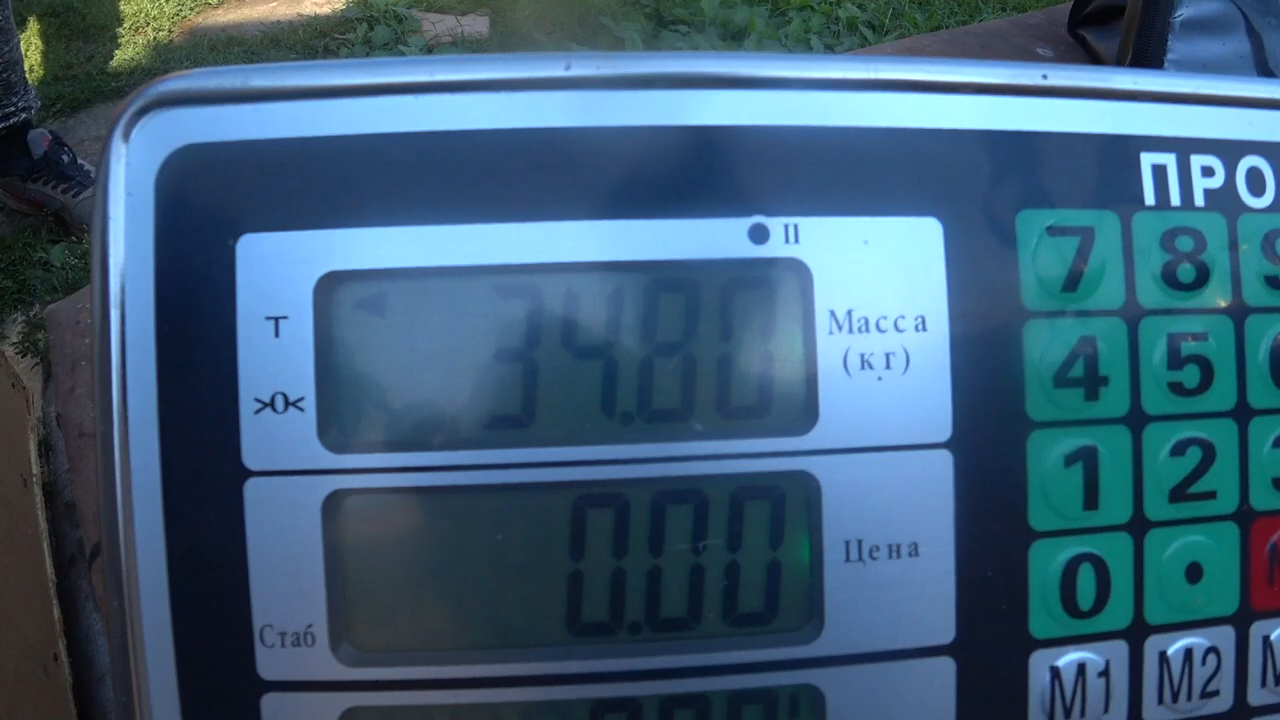 ПРО
II
34.80
Масса
(кг)
T
>0<
7 8
4 5
1 2
0.00
Цена
Стаб
0 .
M1 M2